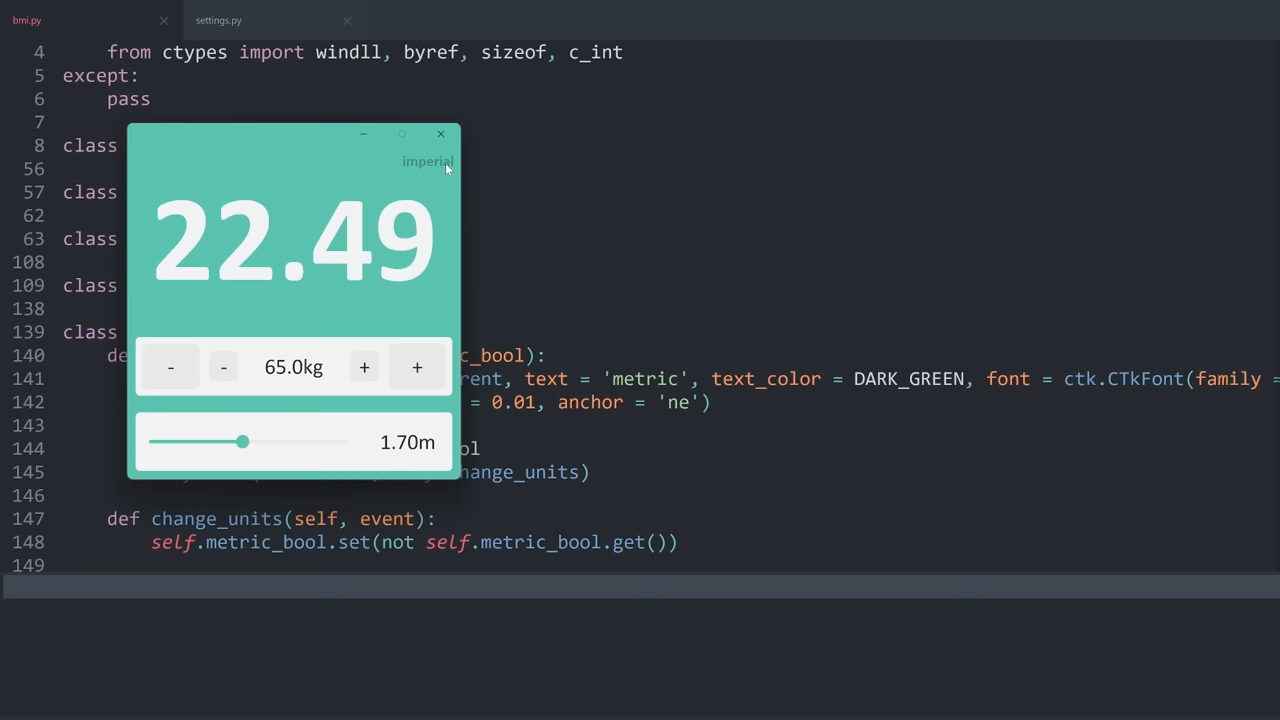 bmi.py settings.py
4 from ctypes import windll, byref, sizeof, c_int
5 except:
6 pass
7
8 class
56
57 class
62
63 class
108
109 class
138
139 class
140 de c_bool):
141 rent, text = 'metric', text_color = DARK_GREEN, font = ctk.CTkFont(family =
142 = 0.01, anchor = 'ne')
143
144 ol
145 hange_units)
146
147 def change_units(self, event):
148 self.metric_bool.set(not self.metric_bool.get())
149
imperial
22.49
- - 65.0kg + +
1.70m